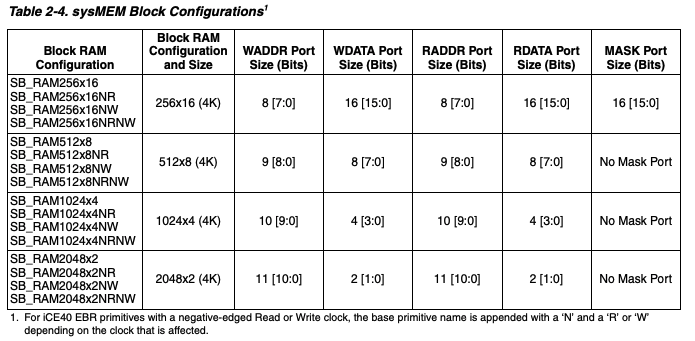 Table 2-4. sysMEM Block Configurations1
Block RAM Configuration
Block RAM Configuration and Size
WADDR Port Size (Bits)
WDATA Port Size (Bits)
RADDR Port Size (Bits)
RDATA Port Size (Bits)
MASK Port Size (Bits)
SB_RAM256x16
SB_RAM256x16NR
SB_RAM256x16NW
SB_RAM256x16NRNW
256x16 (4K)
8 [7:0]
16 [15:0]
8 [7:0]
16 [15:0]
16 [15:0]
SB_RAM512x8
SB_RAM512x8NR
SB_RAM512x8NW
SB_RAM512x8NRNW
512x8 (4K)
9 [8:0]
8 [7:0]
9 [8:0]
8 [7:0]
No Mask Port
SB_RAM1024x4
SB_RAM1024x4NR
SB_RAM1024x4NW
SB_RAM1024x4NRNW
1024x4 (4K)
10 [9:0]
4 [3:0]
10 [9:0]
4 [3:0]
No Mask Port
SB_RAM2048x2
SB_RAM2048x2NR
SB_RAM2048x2NW
SB_RAM2048x2NRNW
2048x2 (4K)
11 [10:0]
2 [1:0]
11 [10:0]
2 [1:0]
No Mask Port
1. For iCE40 EBR primitives with a negative-edged Read or Write clock, the base primitive name is appended with a ‘N’ and a ‘R’ or ‘W’
depending on the clock that is affected.